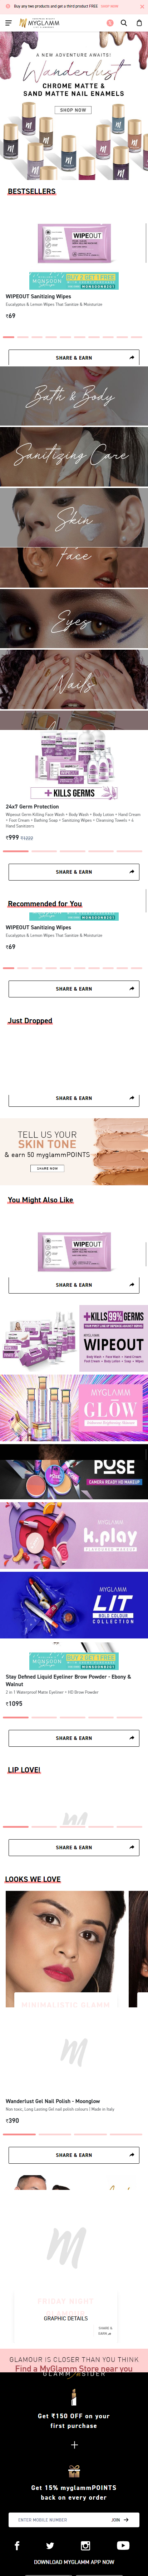 Buy any two products and get a third product FREE SHOP NOW
MYGLAMM
A NEW ADVENTURE AWAITS!
Wanderlust
CHROME MATTE &
SAND MATTE NAIL ENAMELS
SHOP NOW
BESTSELLERS
WIPEOUT
MONSOON BUY 2 GET 1 FREE
WIPEOUT Sanitizing Wipes
Eucalyptus & Lemon Wipes That Sanitize & Moisturize
₹69
SHARE & EARN
Bath & Body
Sanitizing Care
Skin
Face
Eyes
Nails
+KILLS GERMS
24x7 Germ Protection
Wipeout Germ Killing Face Wash + Body Wash + Body Lotion + Hand Cream
+ Foot Cream + Bathing Soap + Sanitizing Wipes + Cleansing Towels + 6
Hand Sanitizers
₹999 ₹1222
SHARE & EARN
Recommended for You
WIPEOUT Sanitizing Wipes
Eucalyptus & Lemon Wipes That Sanitize & Moisturize
₹69
SHARE & EARN
Just Dropped
SHARE & EARN
TELL US YOUR
SKIN TONE
& earn 50 myglammPOINTS
SHARE NOW
You Might Also Like
WIPEOUT
SHARE & EARN
+KILLS 99% GERMS
MYGLAMM
WIPEOUT
MYGLAMM
GLOW
POSE
CAMERA READY HD MAKEUP
MYGLAMM
k.play
FLAVOURED MAKEUP
MYGLAMM
LIT
BOLD COLOUR
COLLECTION
Stay Defined Liquid Eyeliner Brow Powder - Ebony &
Walnut
2 in 1 Waterproof Matte Eyeliner + HD Brow Powder
₹1095
SHARE & EARN
LIP LOVE!
SHARE & EARN
LOOKS WE LOVE
MINIMALISTIC GLAMM
Wanderlust Gel Nail Polish - Moonglow
Non toxic, Long Lasting Gel nail polish colours | Made in Italy
₹390
SHARE & EARN
FRIDAY NIGHT
GRAPHIC DETAILS
SHARE &
EARN
GLAMOUR IS CLOSER THAN YOU THINK
Find a MyGlamm Store near you
GLAMM INSIDER
Get ₹150 OFF on your
first purchase
+
Get 15% myglammPOINTS
back on every order
ENTER MOBILE NUMBER JOIN
DOWNLOAD MYGLAMM APP NOW